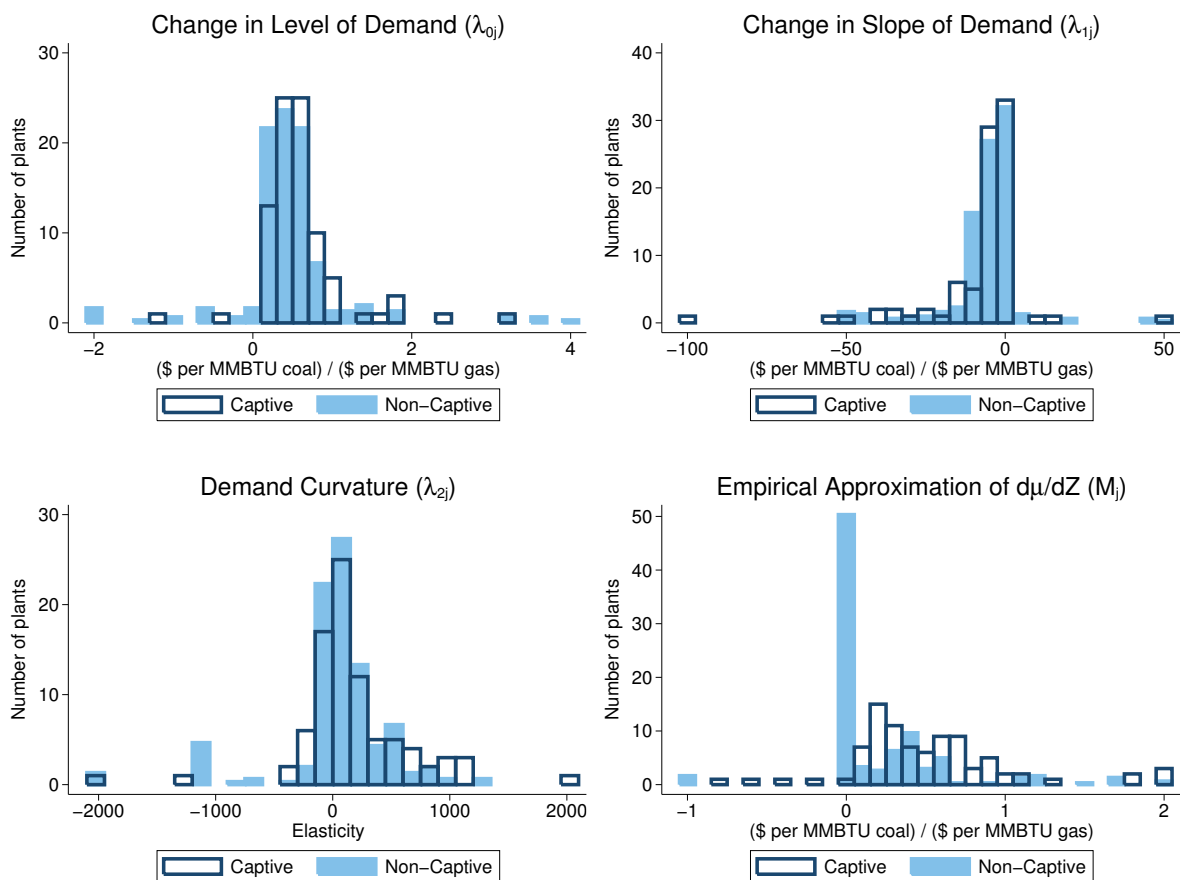 Change in Level of Demand (λ0j)
30
20
10
0
Number of plants
−2 0 2 4
($ per MMBTU coal) / ($ per MMBTU gas)
Captive Non−Captive
Change in Slope of Demand (λ1j)
40
30
20
10
0
Number of plants
−100 −50 0 50
($ per MMBTU coal) / ($ per MMBTU gas)
Captive Non−Captive
Demand Curvature (λ2j)
30
20
10
0
Number of plants
−2000 −1000 0 1000 2000
Elasticity
Captive Non−Captive
Empirical Approximation of dμ/dZ (Mj)
50
40
30
20
10
0
Number of plants
−1 0 1 2
($ per MMBTU coal) / ($ per MMBTU gas)
Captive Non−Captive